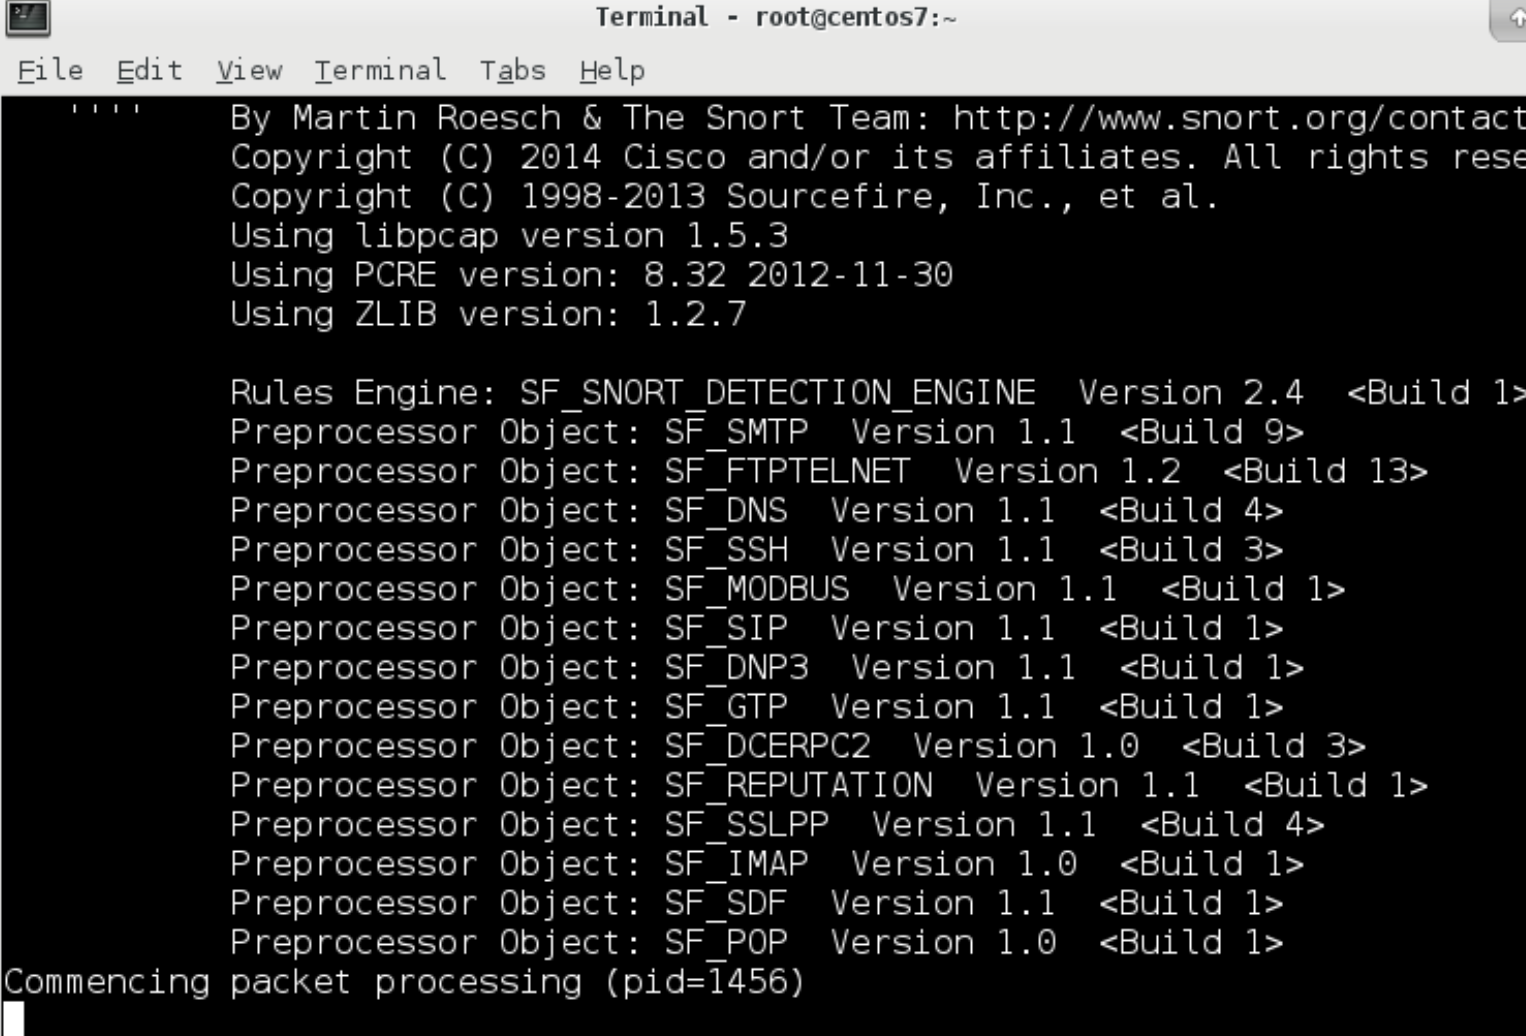 Terminal - root@centos7:~
File Edit View Terminal Tabs Help
'''' By Martin Roesch & The Snort Team: http://www.snort.org/contact
Copyright (C) 2014 Cisco and/or its affiliates. All rights rese
Copyright (C) 1998-2013 Sourcefire, Inc., et al.
Using libpcap version 1.5.3
Using PCRE version: 8.32 2012-11-30
Using ZLIB version: 1.2.7
Rules Engine: SF_SNORT_DETECTION_ENGINE Version 2.4 <Build 1>
Preprocessor Object: SF_SMTP Version 1.1 <Build 9>
Preprocessor Object: SF_FTPTELNET Version 1.2 <Build 13>
Preprocessor Object: SF_DNS Version 1.1 <Build 4>
Preprocessor Object: SF_SSH Version 1.1 <Build 3>
Preprocessor Object: SF_MODBUS Version 1.1 <Build 1>
Preprocessor Object: SF_SIP Version 1.1 <Build 1>
Preprocessor Object: SF_DNP3 Version 1.1 <Build 1>
Preprocessor Object: SF_GTP Version 1.1 <Build 1>
Preprocessor Object: SF_DCERPC2 Version 1.0 <Build 3>
Preprocessor Object: SF_REPUTATION Version 1.1 <Build 1>
Preprocessor Object: SF_SSLPP Version 1.1 <Build 4>
Preprocessor Object: SF_IMAP Version 1.0 <Build 1>
Preprocessor Object: SF_SDF Version 1.1 <Build 1>
Preprocessor Object: SF_POP Version 1.0 <Build 1>
Commencing packet processing (pid=1456)